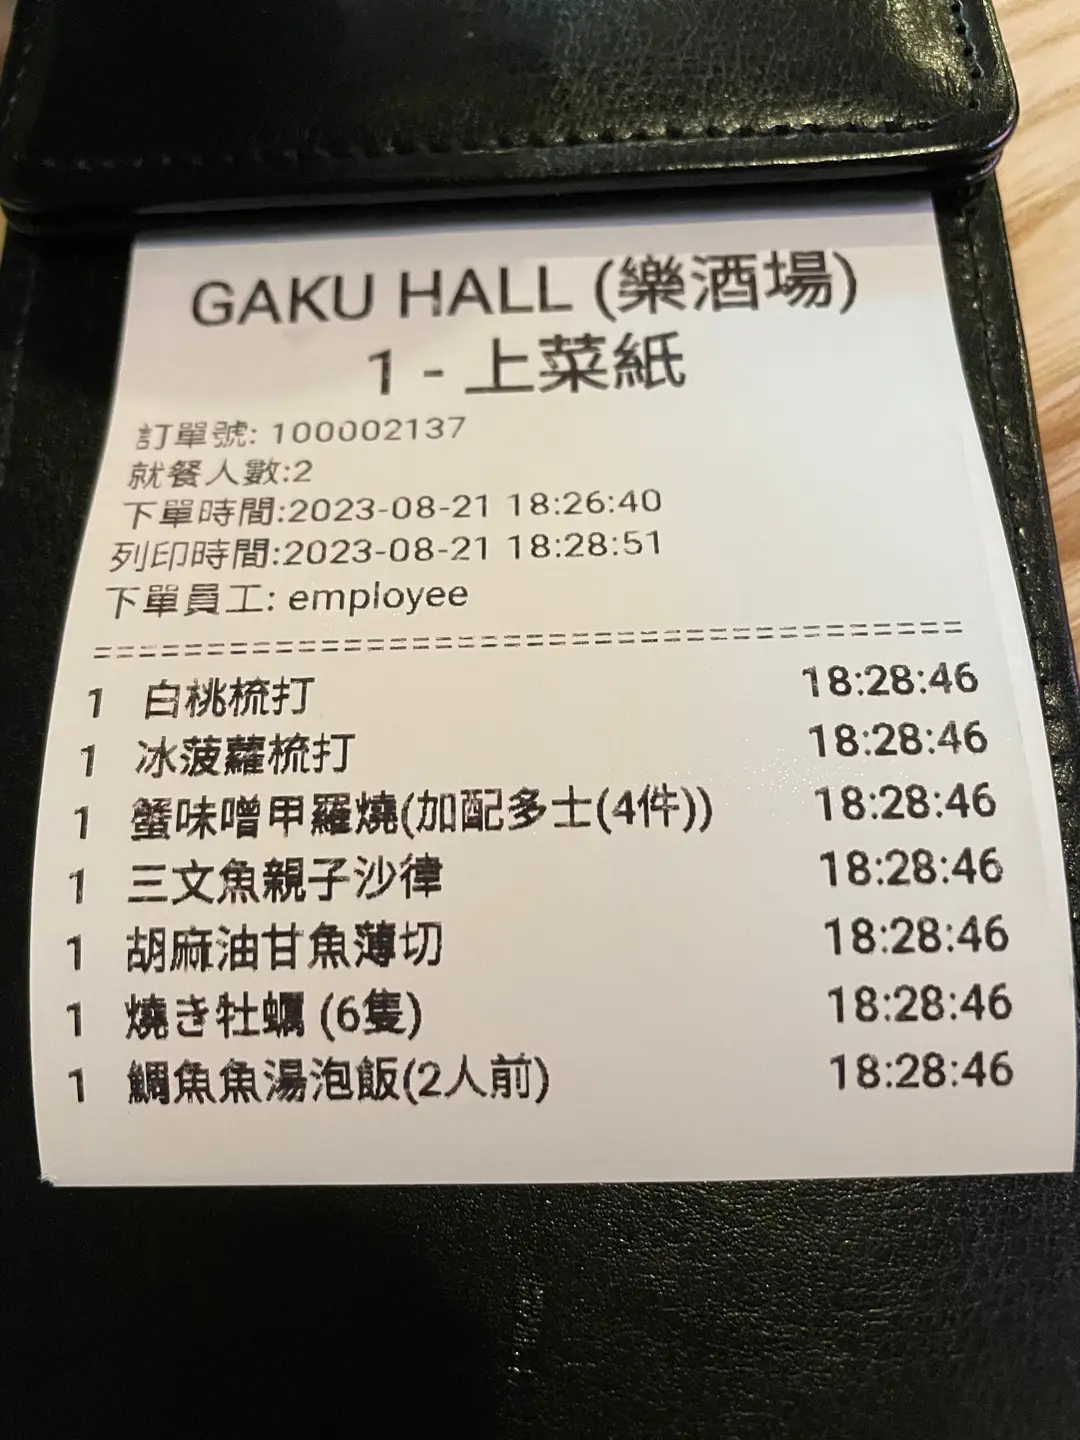 GAKU HALL (樂酒場)
1 - 上菜紙
訂單號: 100002137
就餐人數:2
下單時間:2023-08-21 18:26:40
列印時間:2023-08-21 18:28:51
下單員工: employee
==========================================
1 白桃梳打 18:28:46
1 冰菠蘿梳打 18:28:46
1 蟹味噌甲羅燒(加配多士(4件)) 18:28:46
1 三文魚親子沙律 18:28:46
1 胡麻油甘魚薄切 18:28:46
1 燒き牡蠣 (6隻) 18:28:46
1 鯛魚魚湯泡飯(2人前) 18:28:46